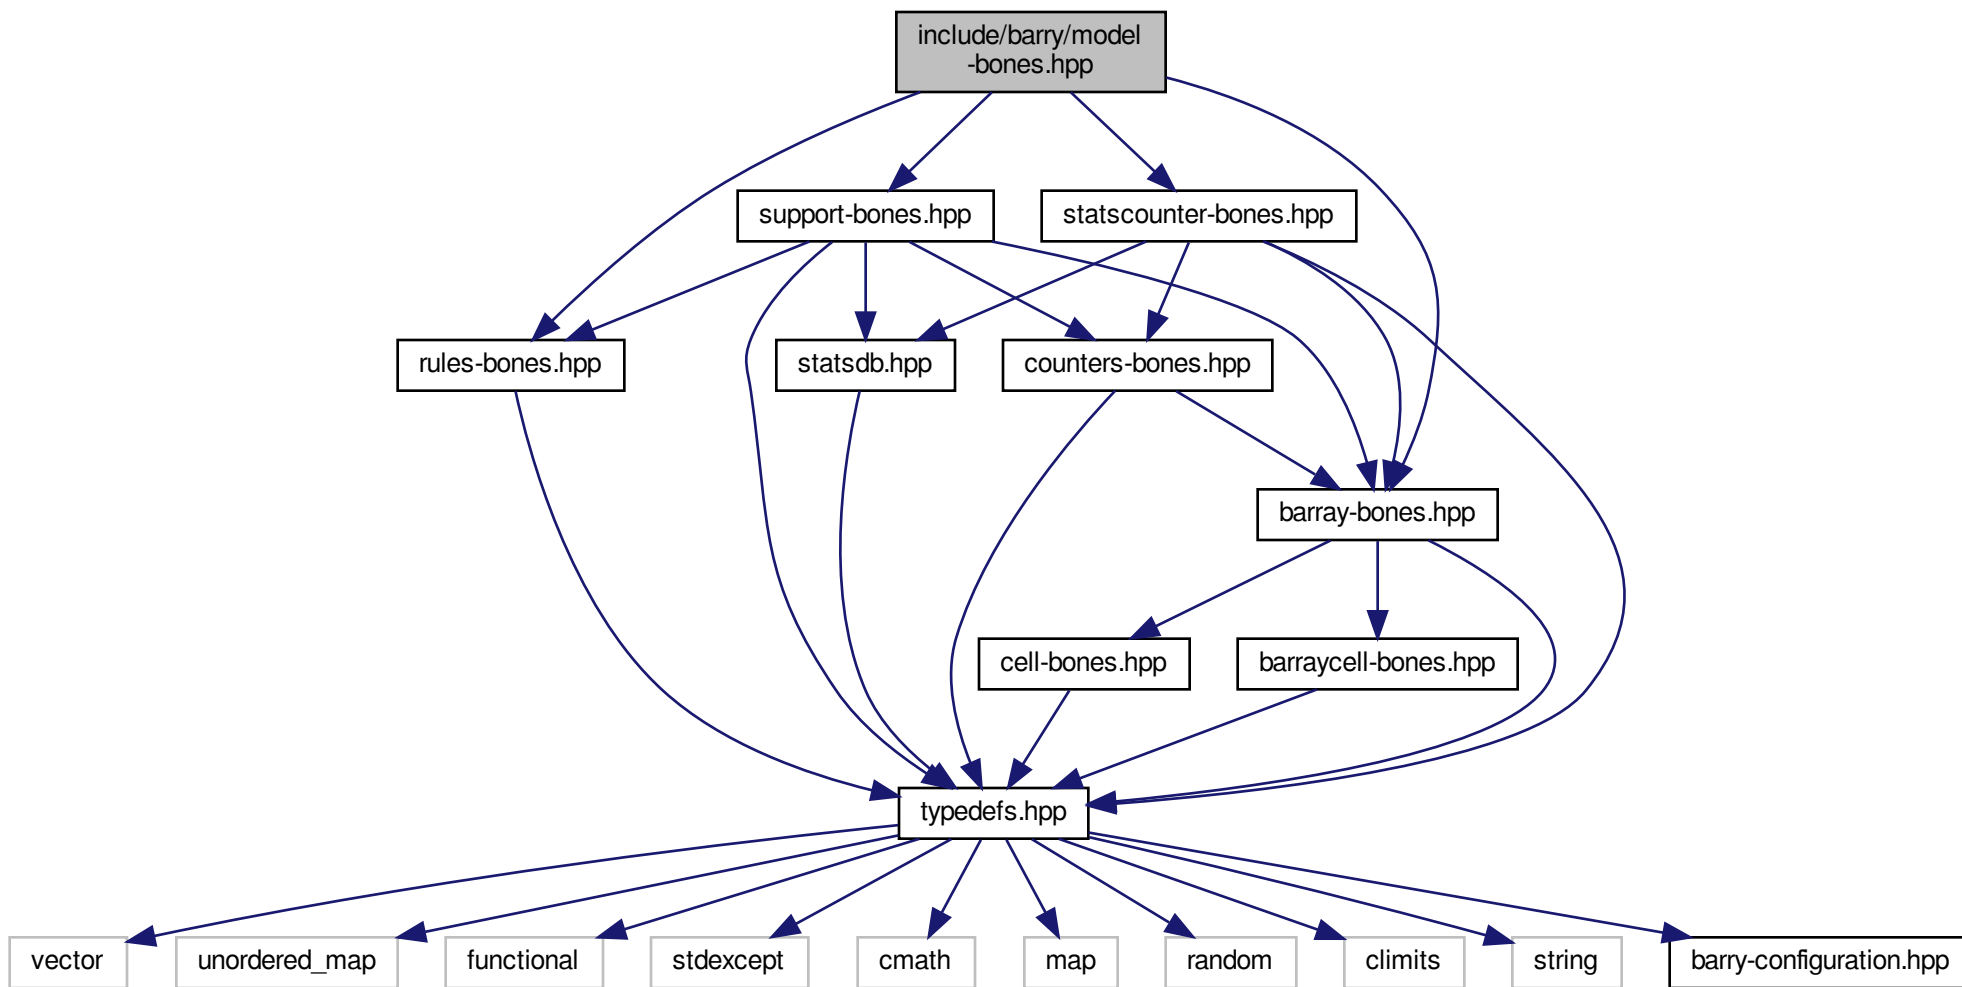 include/barry/model
-bones.hpp
support-bones.hpp
statscounter-bones.hpp
rules-bones.hpp
statsdb.hpp
counters-bones.hpp
barray-bones.hpp
cell-bones.hpp
barraycell-bones.hpp
typedefs.hpp
vector
unordered_map
functional
stdexcept
cmath
map
random
climits
string
barry-configuration.hpp